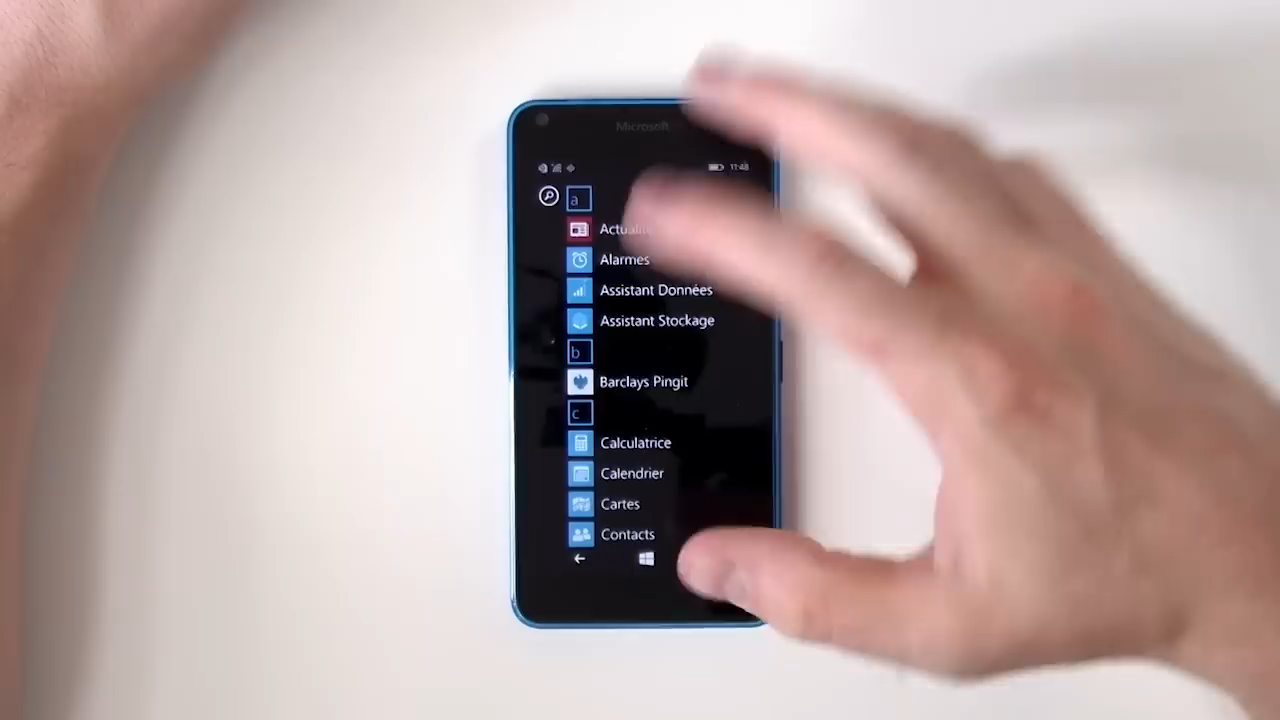 Microsoft
11:48
a
Alarmes
Assistant Données
Assistant Stockage
b
Barclays Pingit
c
Calculatrice
Calendrier
Cartes
Contacts